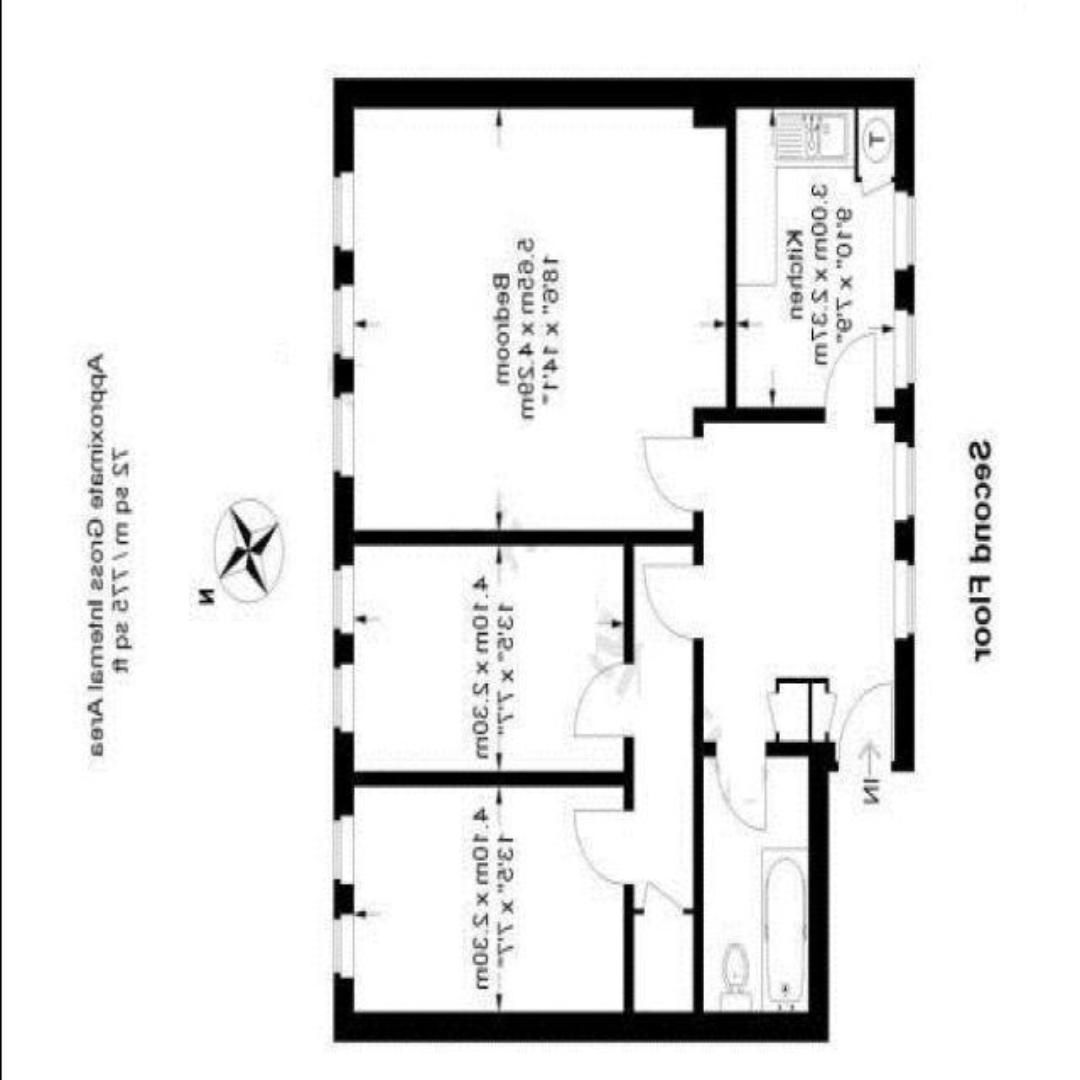 Second Floor
Kitchen
3.00m x 2.37m
9'10" x 7'9"
T
Bedroom
5.65m x 4.29m
18'6" x 14'1"
4.10m x 2.30m
13'5" x 7'7"
4.10m x 2.30m
13'5" x 7'7"
IN
N
Approximate Gross Internal Area
72 sq m / 775 sq ft